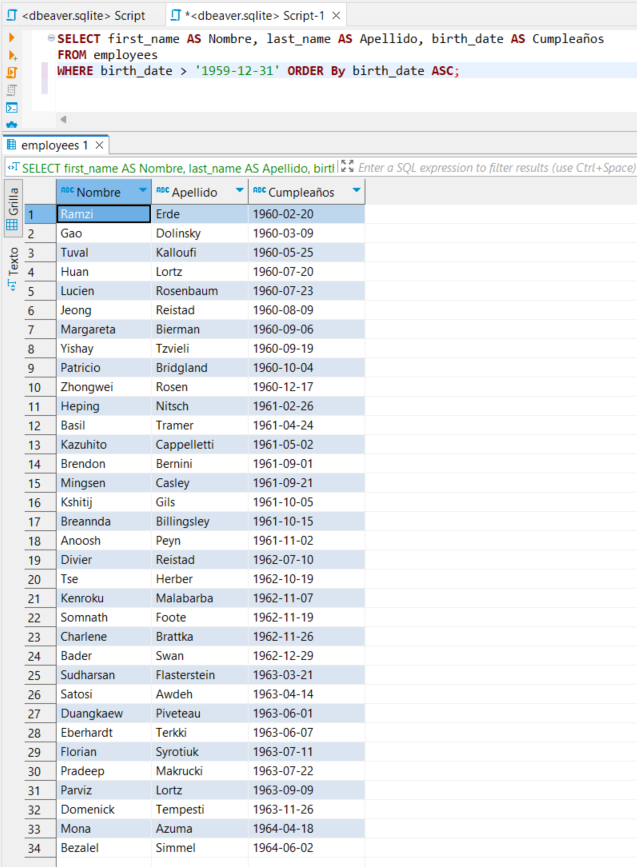 <dbeaver.sqlite> Script
*<dbeaver.sqlite> Script-1
SELECT first_name AS Nombre, last_name AS Apellido, birth_date AS Cumpleaños
FROM employees
WHERE birth_date > '1959-12-31' ORDER By birth_date ASC;
employees 1
SELECT first_name AS Nombre, last_name AS Apellido, birtl
Enter a SQL expression to filter results (use Ctrl+Space)
Grilla
Texto
ABC Nombre ABC Apellido ABC Cumpleaños
1 Ramzi Erde 1960-02-20
2 Gao Dolinsky 1960-03-09
3 Tuval Kalloufi 1960-05-25
4 Huan Lortz 1960-07-20
5 Lucien Rosenbaum 1960-07-23
6 Jeong Reistad 1960-08-09
7 Margareta Bierman 1960-09-06
8 Yishay Tzvieli 1960-09-19
9 Patricio Bridgland 1960-10-04
10 Zhongwei Rosen 1960-12-17
11 Heping Nitsch 1961-02-26
12 Basil Tramer 1961-04-24
13 Kazuhito Cappelletti 1961-05-02
14 Brendon Bernini 1961-09-01
15 Mingsen Casley 1961-09-21
16 Kshitij Gils 1961-10-05
17 Breannda Billingsley 1961-10-15
18 Anoosh Peyn 1961-11-02
19 Divier Reistad 1962-07-10
20 Tse Herber 1962-10-19
21 Kenroku Malabarba 1962-11-07
22 Somnath Foote 1962-11-19
23 Charlene Brattka 1962-11-26
24 Bader Swan 1962-12-29
25 Sudharsan Flasterstein 1963-03-21
26 Satosi Awdeh 1963-04-14
27 Duangkaew Piveteau 1963-06-01
28 Eberhardt Terkki 1963-06-07
29 Florian Syrotiuk 1963-07-11
30 Pradeep Makrucki 1963-07-22
31 Parviz Lortz 1963-09-09
32 Domenick Tempesti 1963-11-26
33 Mona Azuma 1964-04-18
34 Bezalel Simmel 1964-06-02